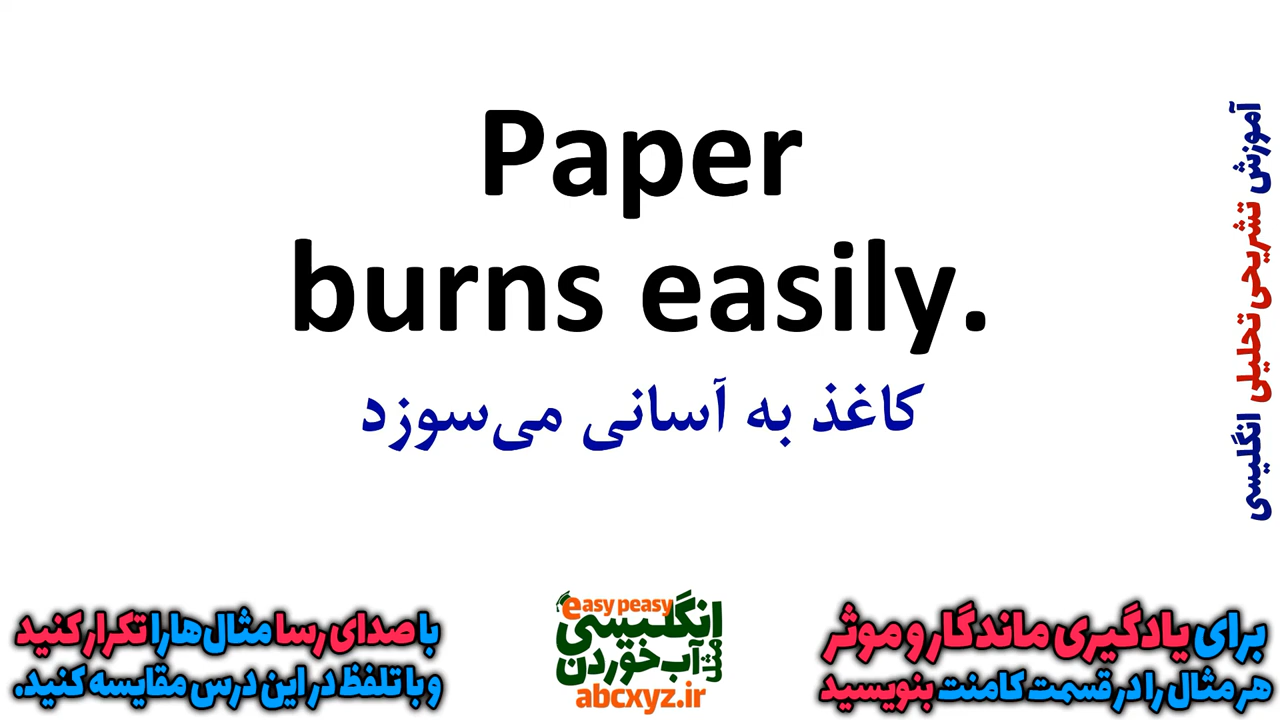 Paper
burns easily.
کاغذ به آسانی می‌سوزد
آموزش تشریحی تحلیلی انگلیسی
برای یادگیری ماندگار و موثر
هر مثال را در قسمت کامنت بنویسید
easy peasy
انگلیسی
مثل آب خوردن
abcxyz.ir
با صدای رسا مثال‌ها را تکرار کنید
و با تلفظ در این درس مقایسه کنید.